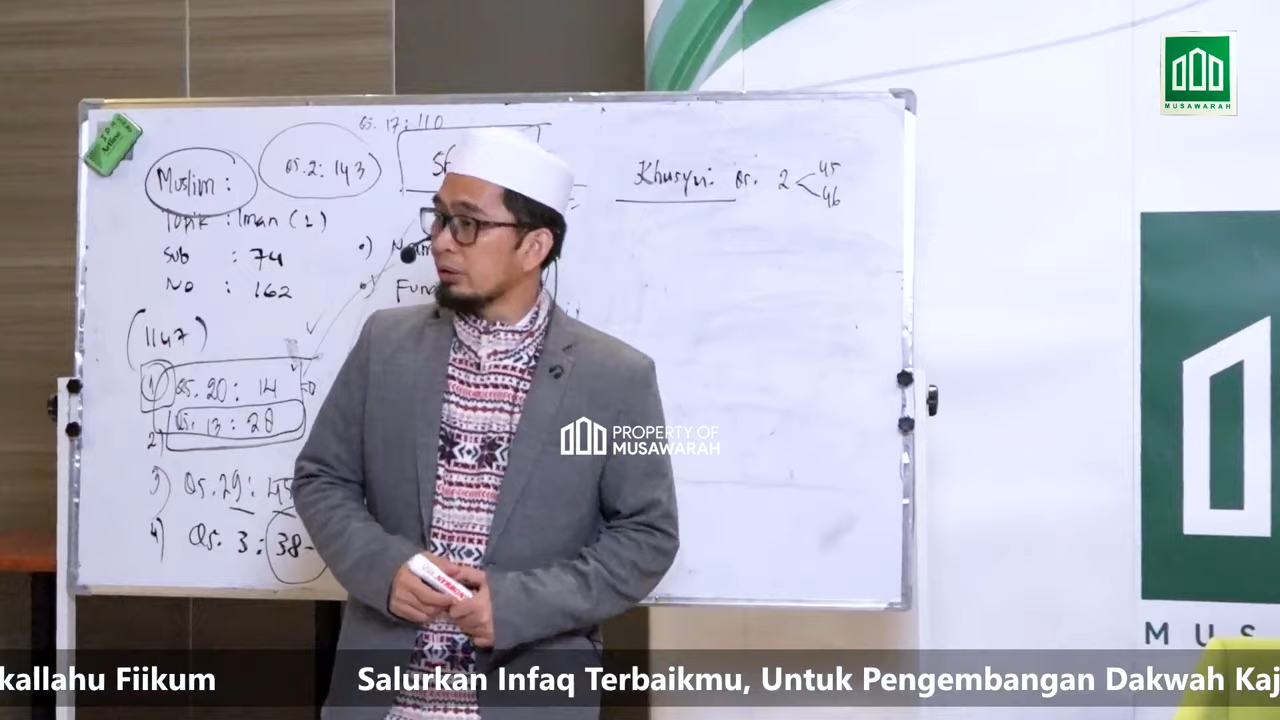 Qs. 17: 110
Muslim:
Qs. 2: 143
Topik : Iman (1)
Sub : 74
No : 162
(1147)
1) Qs. 20: 14
2) Qs. 13: 28
3) Qs. 29: 45
4) Qs. 3: 38-
Khusyu: Qs. 2 < 45
46
MUSAWARAH
PROPERTY OF
MUSAWARAH
M U S
kallahu Fiikum Salurkan Infaq Terbaikmu, Untuk Pengembangan Dakwah Kaj